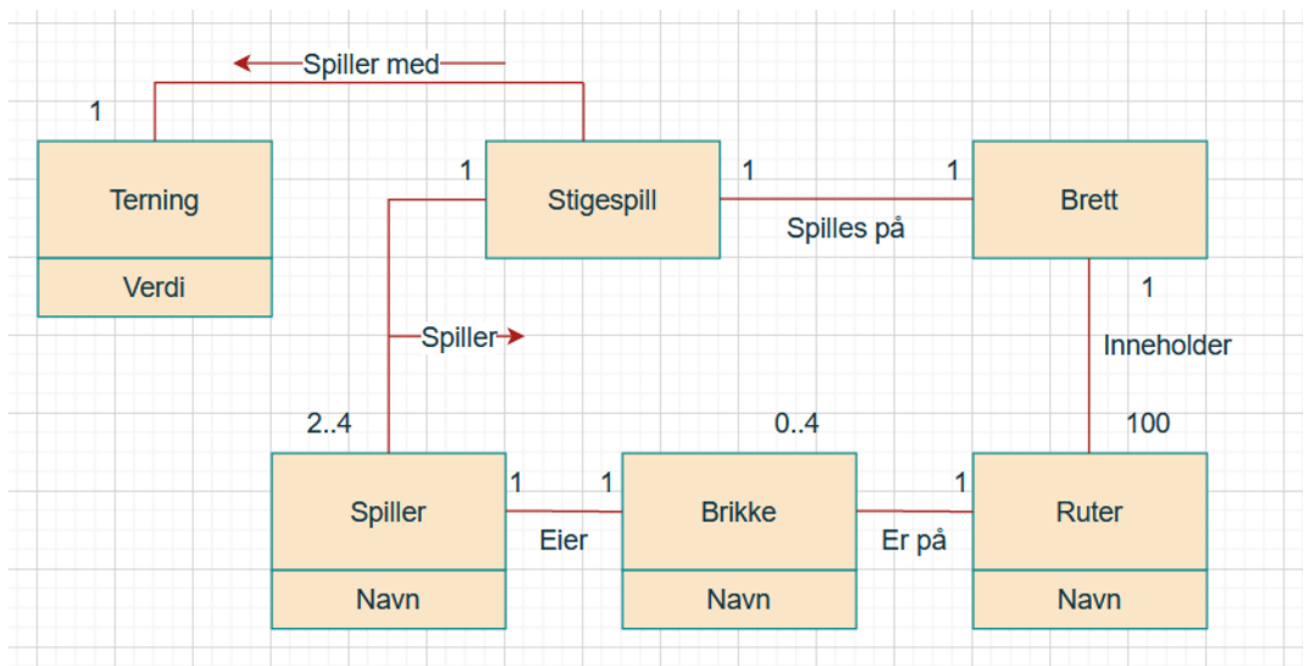 Spiller med
1
Terning
Verdi
1
Stigespill
1
1
Spilles på
Brett
1
Inneholder
Spiller
2..4
0..4
100
Spiller
Navn
1
1
Eier
Brikke
Navn
1
Er på
Ruter
Navn